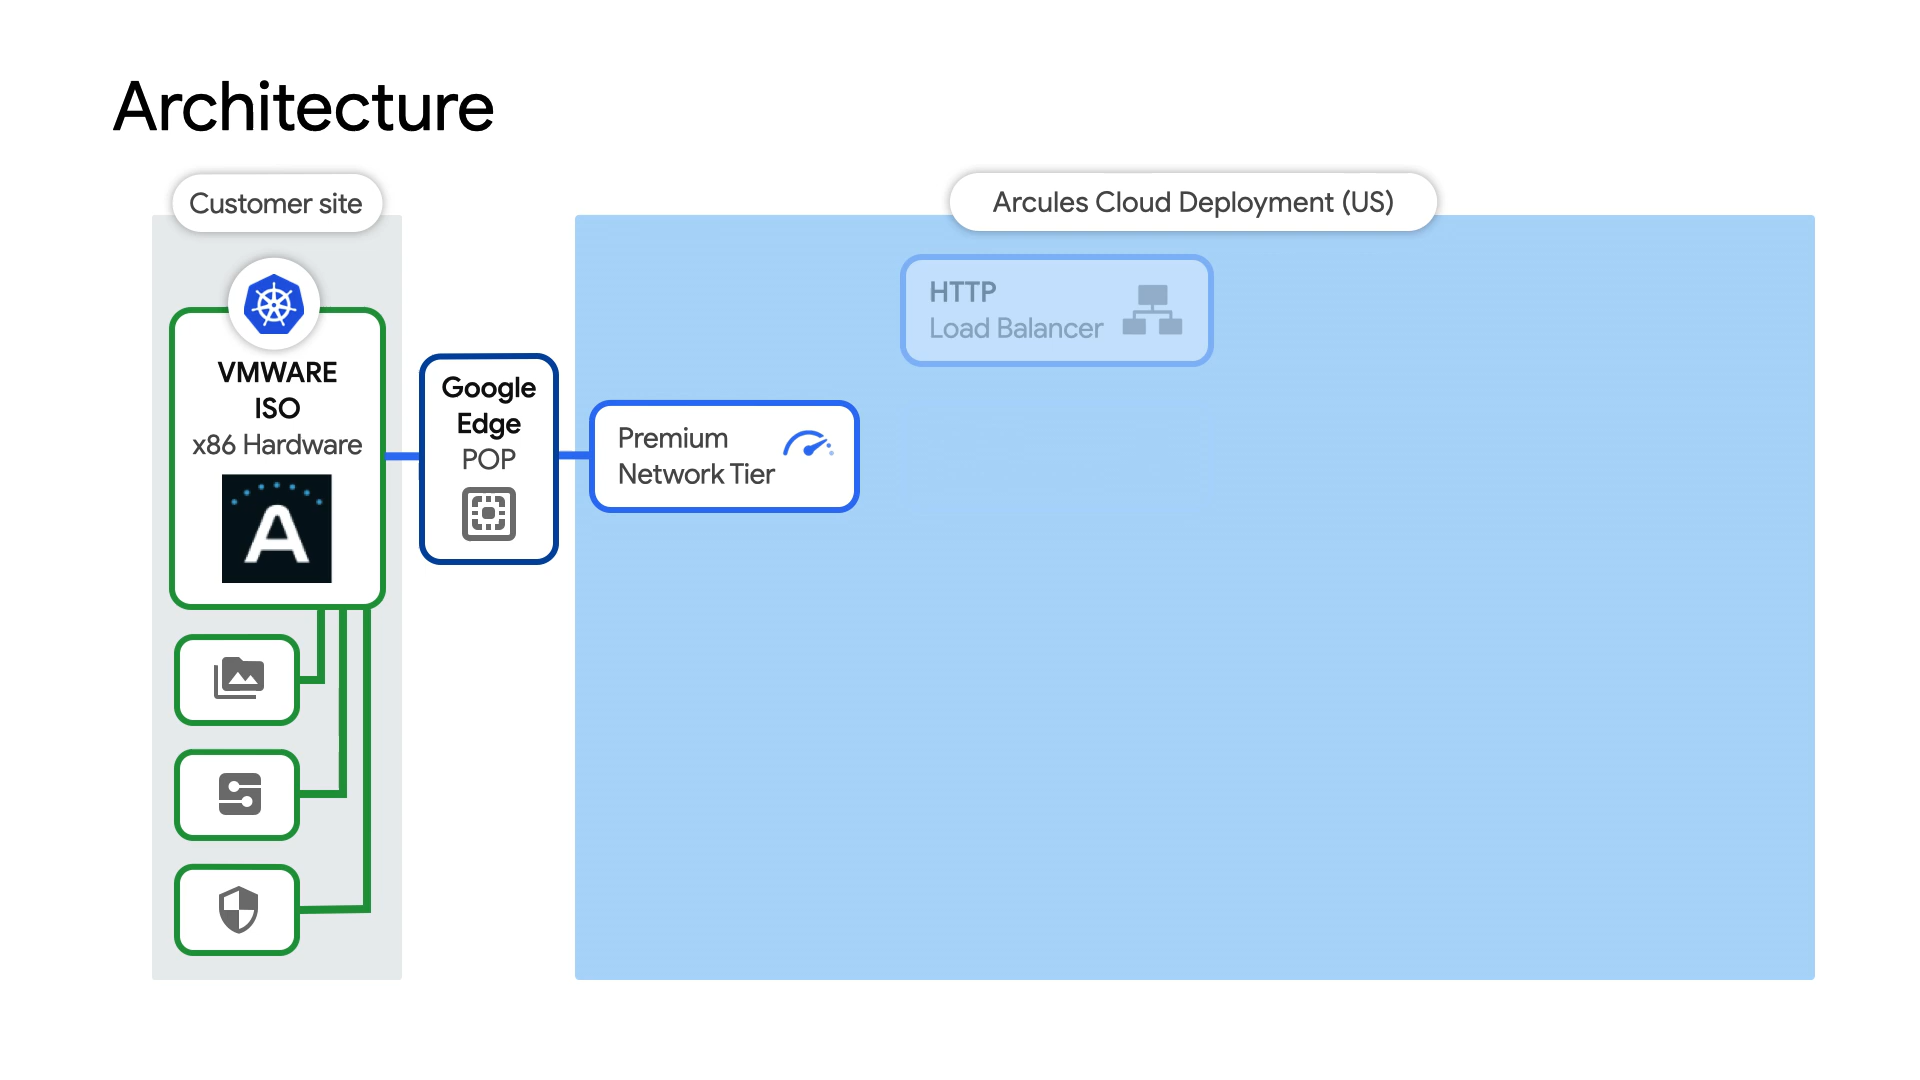 Architecture
Customer site
Arcules Cloud Deployment (US)
HTTP
Load Balancer
VMWARE
ISO
x86 Hardware
A
Google
Edge
POP
Premium
Network Tier